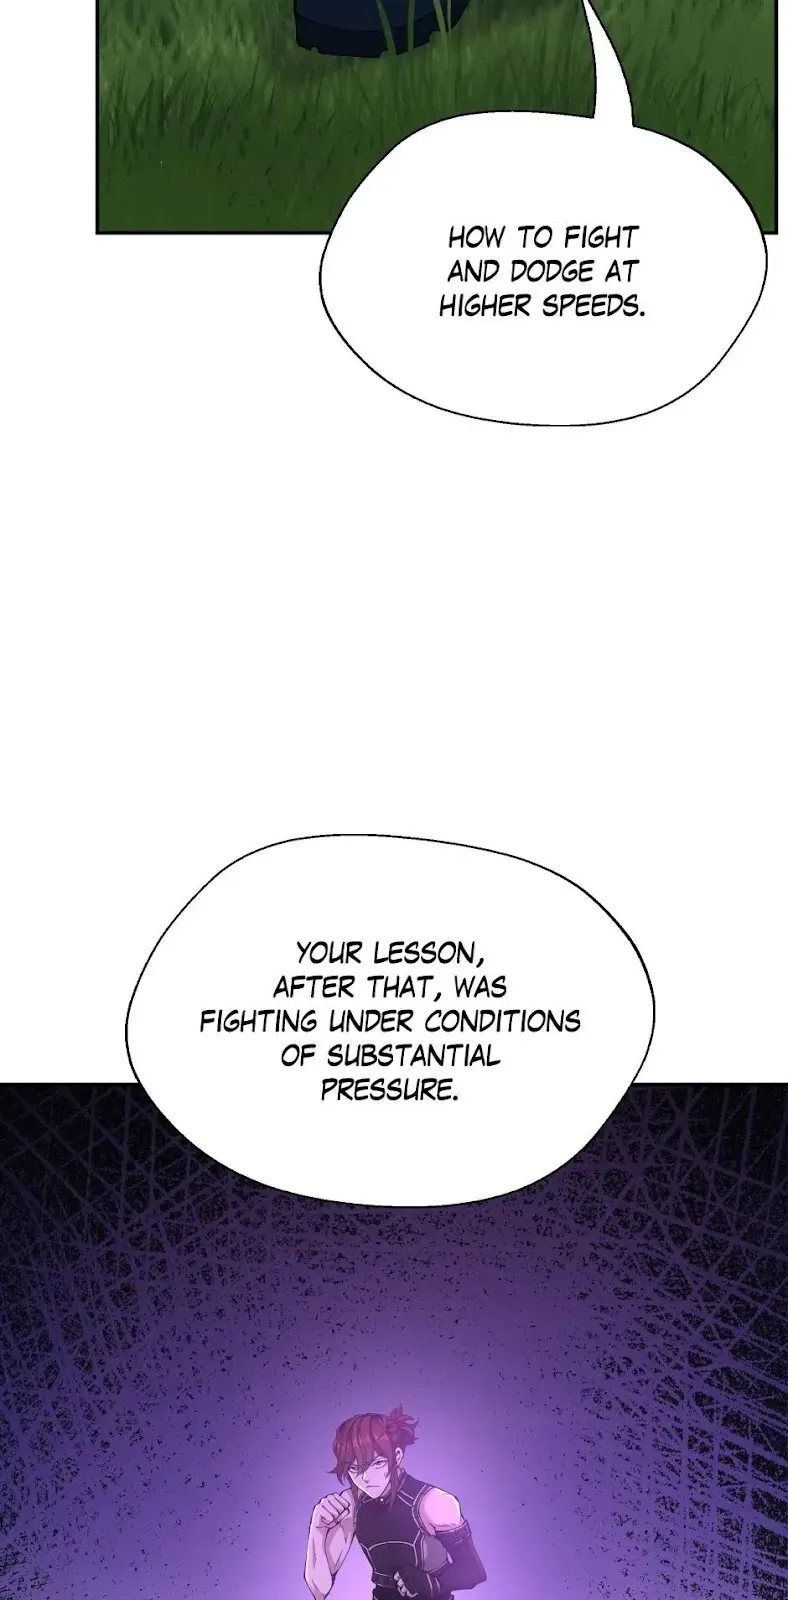 HOW TO FIGHT
AND DODGE AT
HIGHER SPEEDS.
YOUR LESSON,
AFTER THAT, WAS
FIGHTING UNDER CONDITIONS
OF SUBSTANTIAL
PRESSURE.